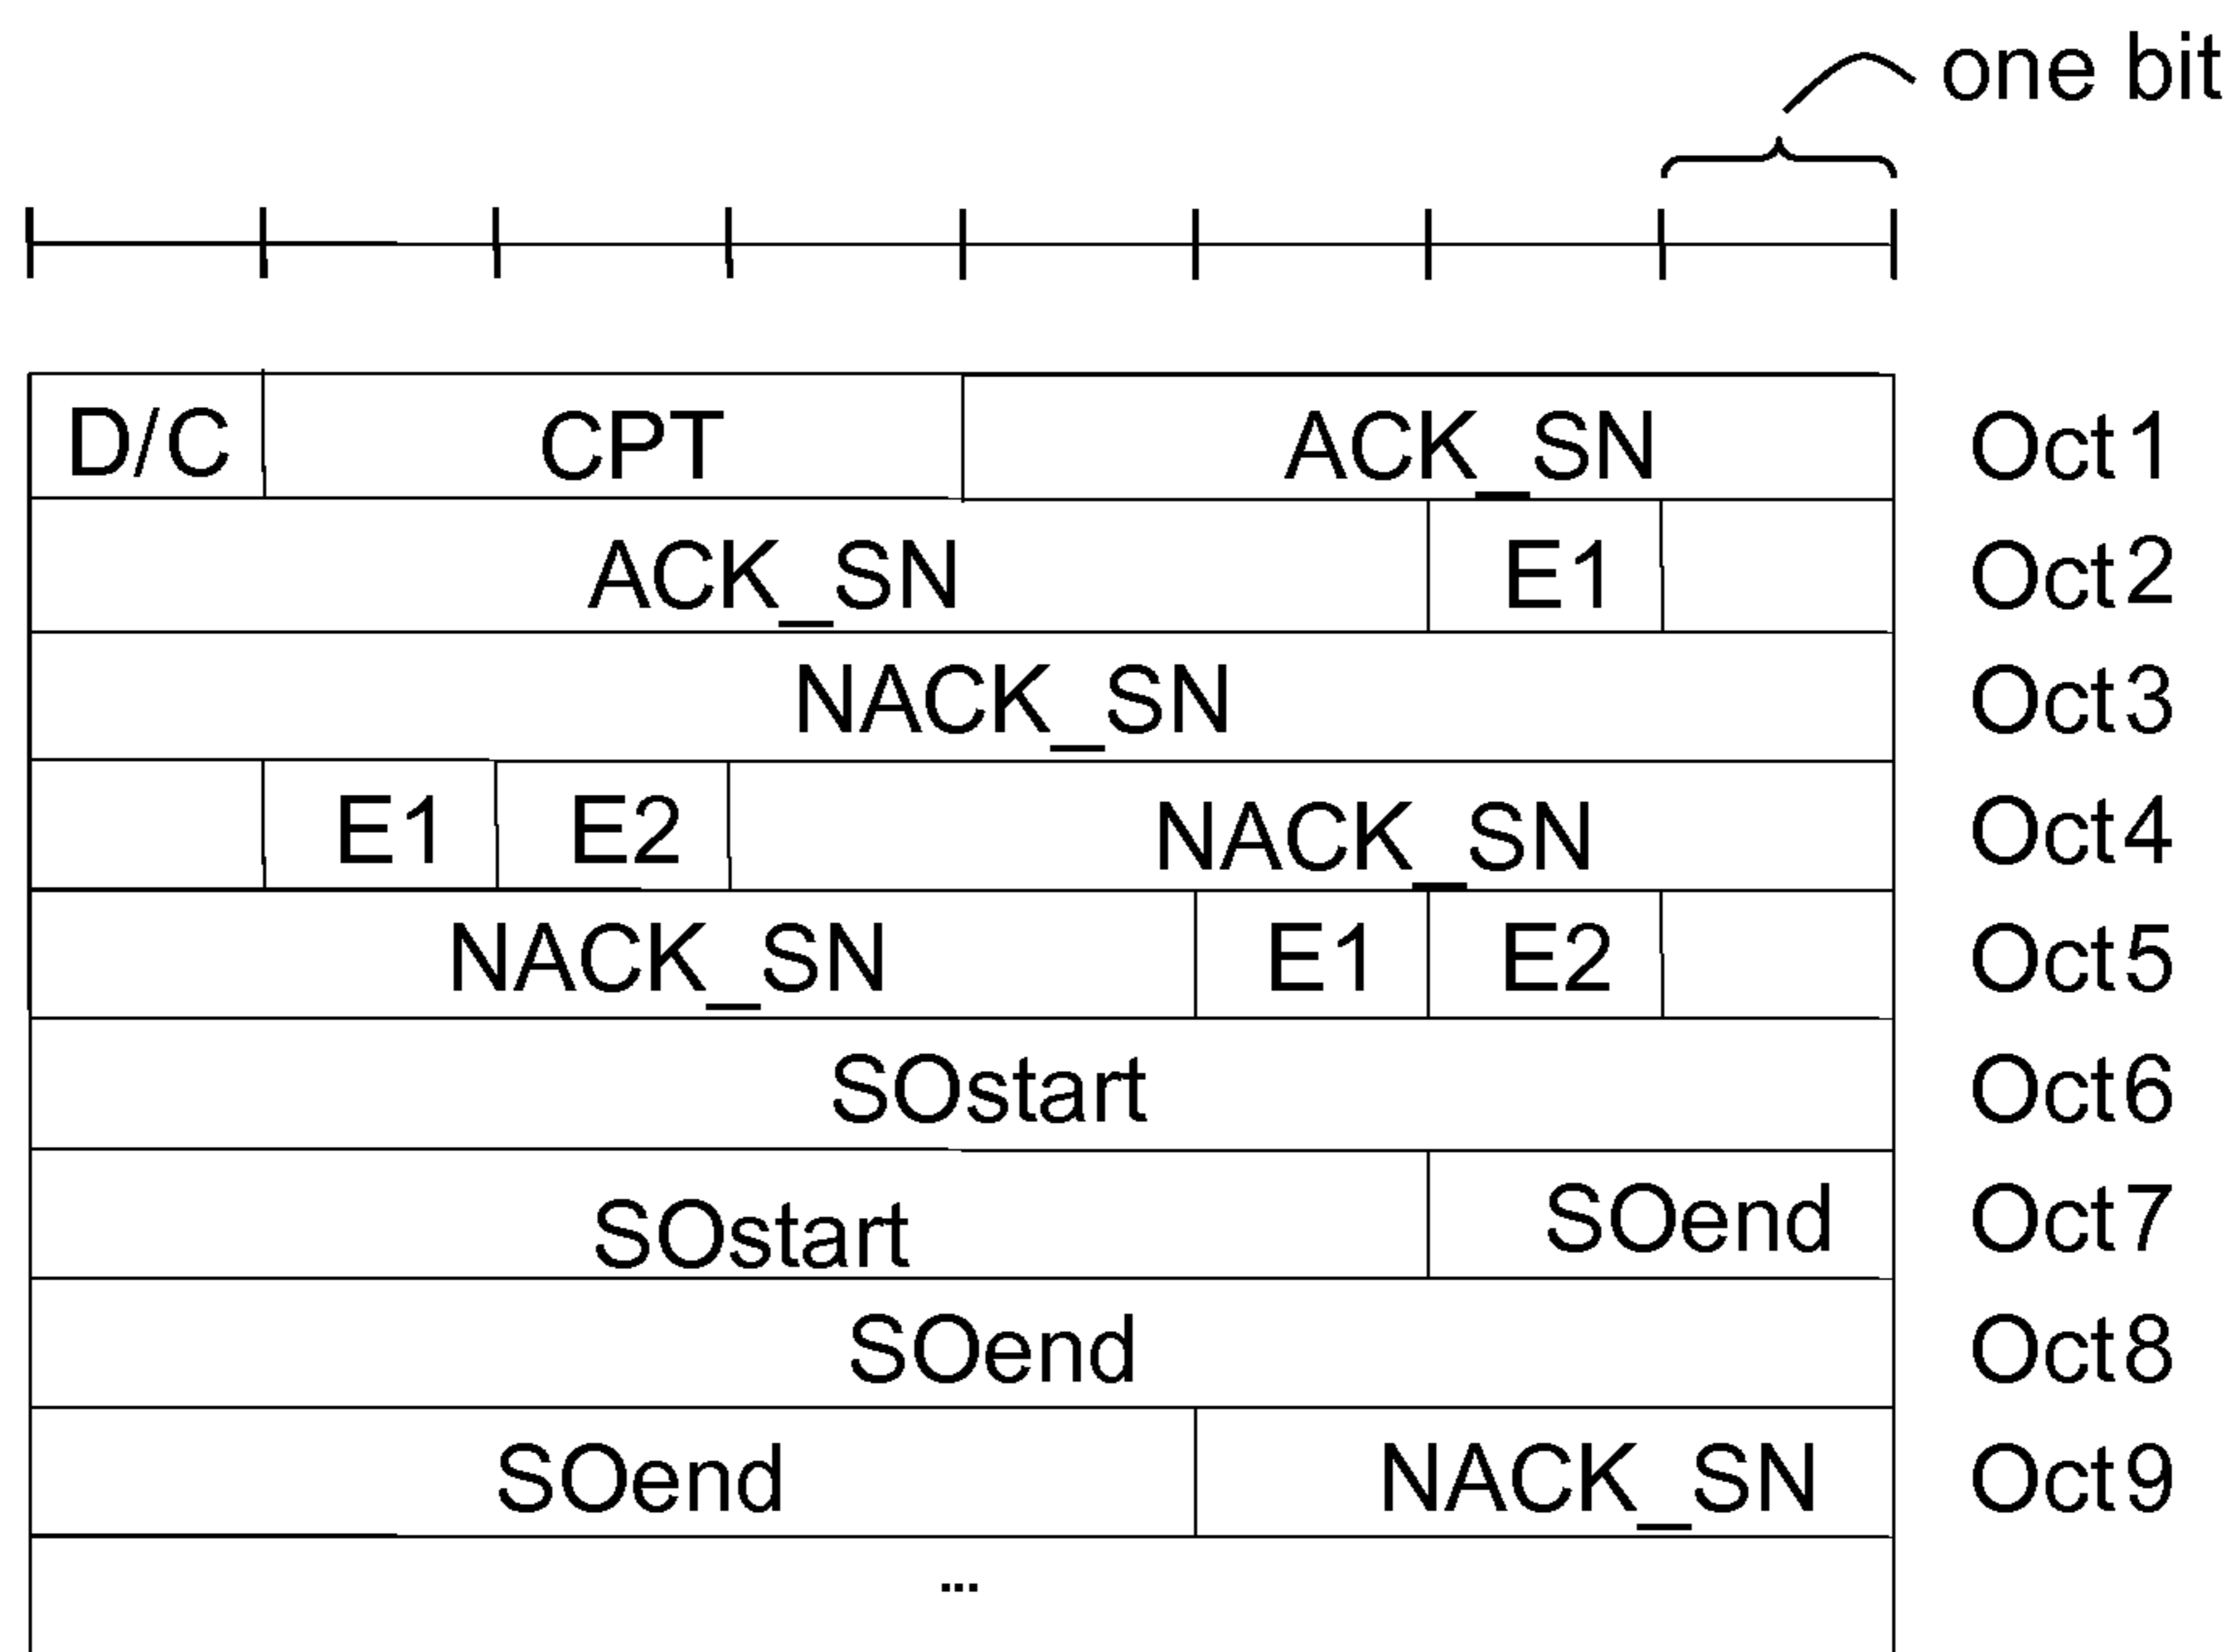 one bit
D/C CPT ACK_SN Oct1
ACK_SN E1 Oct2
NACK_SN Oct3
E1 E2 NACK_SN Oct4
NACK_SN E1 E2 Oct5
SOstart Oct6
SOstart SOend Oct7
SOend Oct8
SOend NACK_SN Oct9
...